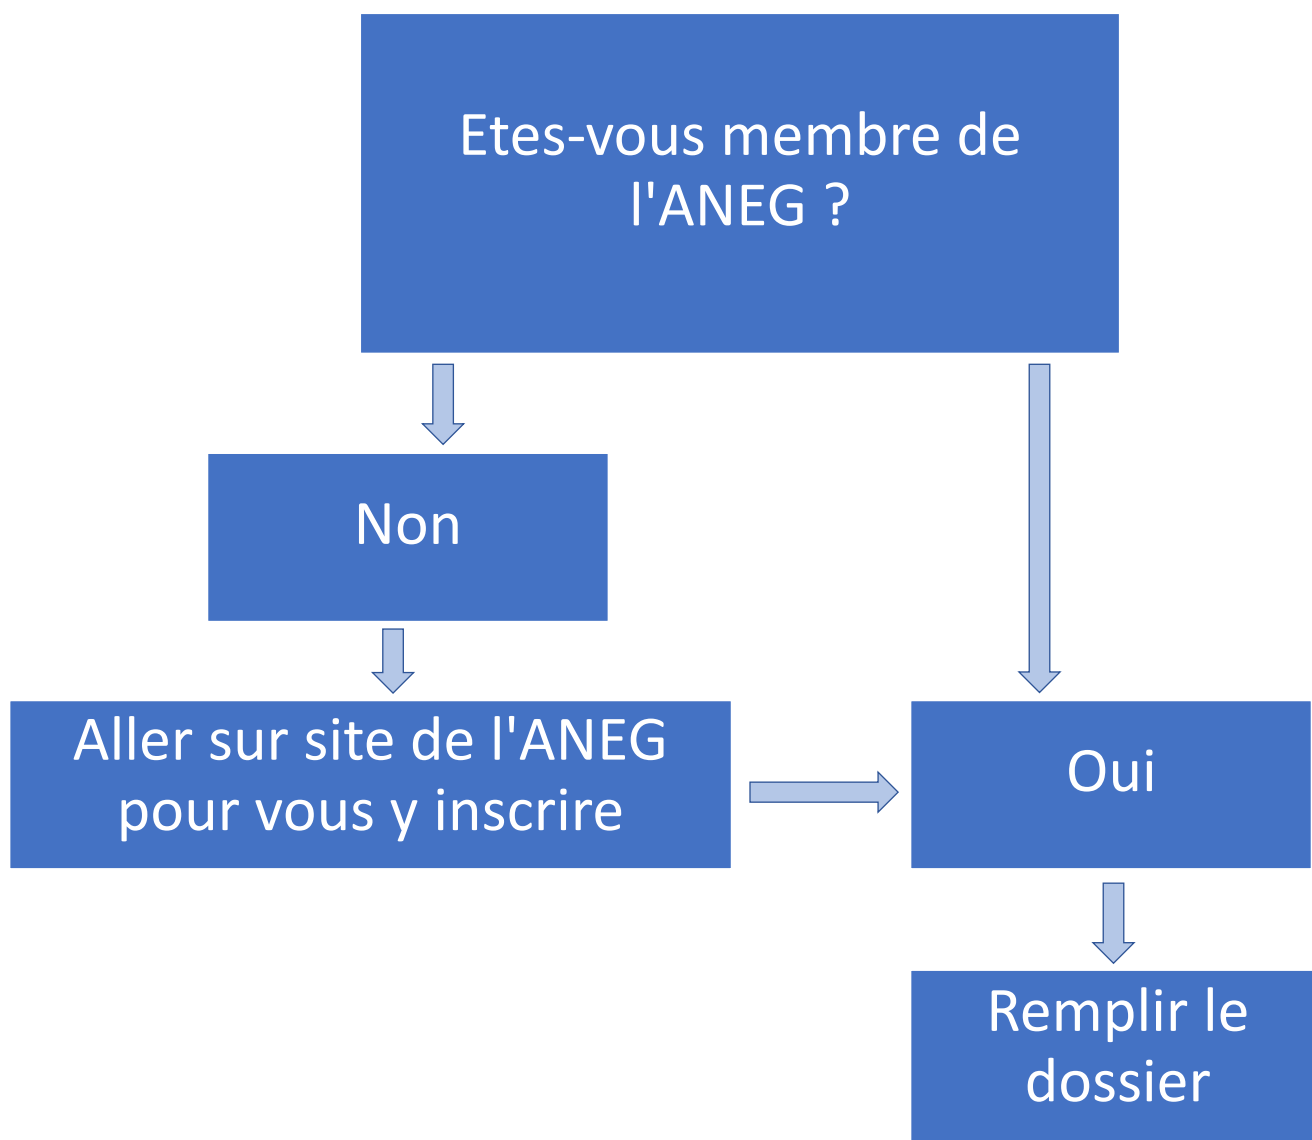 Etes-vous membre de
l'ANEG ?
Non
Aller sur site de l'ANEG
pour vous y inscrire
Oui
Remplir le
dossier